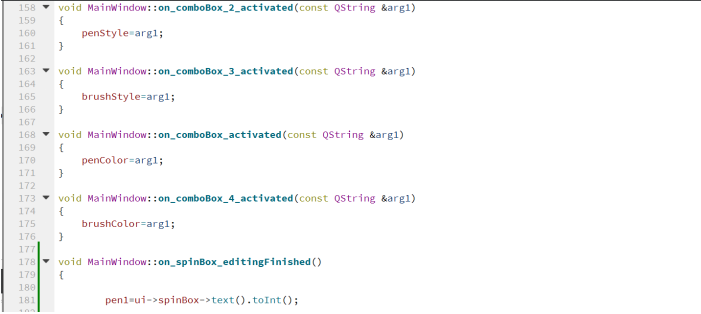 158 void MainWindow::on_comboBox_2_activated(const QString &arg1)
159 {
160 penStyle=arg1;
161 }
162
163 void MainWindow::on_comboBox_3_activated(const QString &arg1)
164 {
165 brushStyle=arg1;
166 }
167
168 void MainWindow::on_comboBox_activated(const QString &arg1)
169 {
170 penColor=arg1;
171 }
172
173 void MainWindow::on_comboBox_4_activated(const QString &arg1)
174 {
175 brushColor=arg1;
176 }
177
178 void MainWindow::on_spinBox_editingFinished()
179 {
180
181 pen1=ui->spinBox->text().toInt();